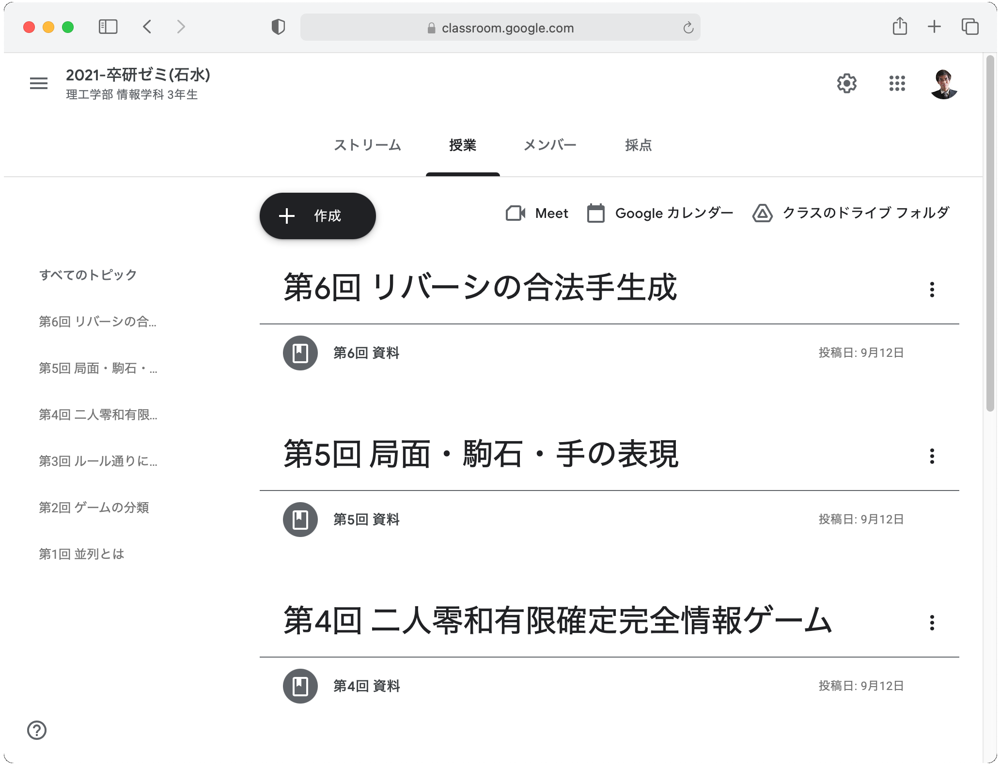 classroom.google.com
2021-卒研ゼミ(石水)
理工学部 情報学科 3年生
ストリーム 授業 メンバー 採点
作成 Meet Google カレンダー クラスのドライブ フォルダ
すべてのトピック
第6回 リバーシの合...
第5回 局面・駒石・...
第4回 二人零和有限...
第3回 ルール通りに...
第2回 ゲームの分類
第1回 並列とは
第6回 リバーシの合法手生成
第6回 資料 投稿日: 9月12日
第5回 局面・駒石・手の表現
第5回 資料 投稿日: 9月12日
第4回 二人零和有限確定完全情報ゲーム
第4回 資料 投稿日: 9月12日